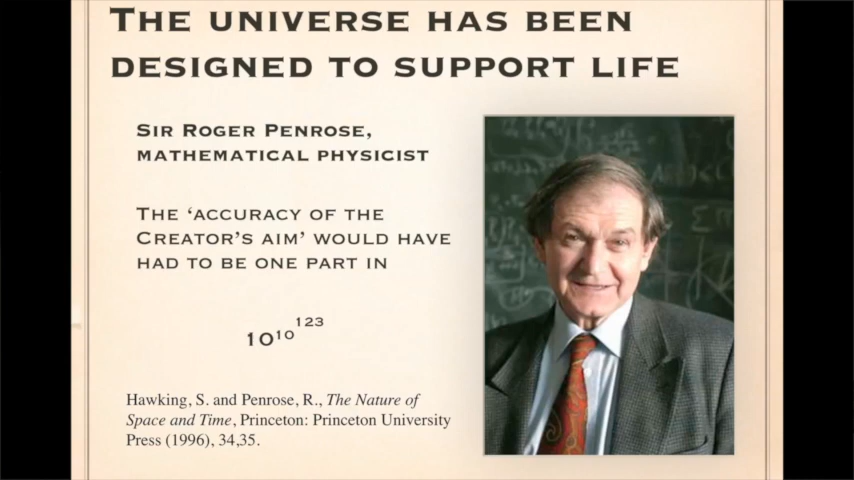 THE UNIVERSE HAS BEEN
DESIGNED TO SUPPORT LIFE
SIR ROGER PENROSE,
MATHEMATICAL PHYSICIST
THE ‘ACCURACY OF THE
CREATOR’S AIM’ WOULD HAVE
HAD TO BE ONE PART IN
10^10^123
Hawking, S. and Penrose, R., The Nature of
Space and Time, Princeton: Princeton University
Press (1996), 34,35.